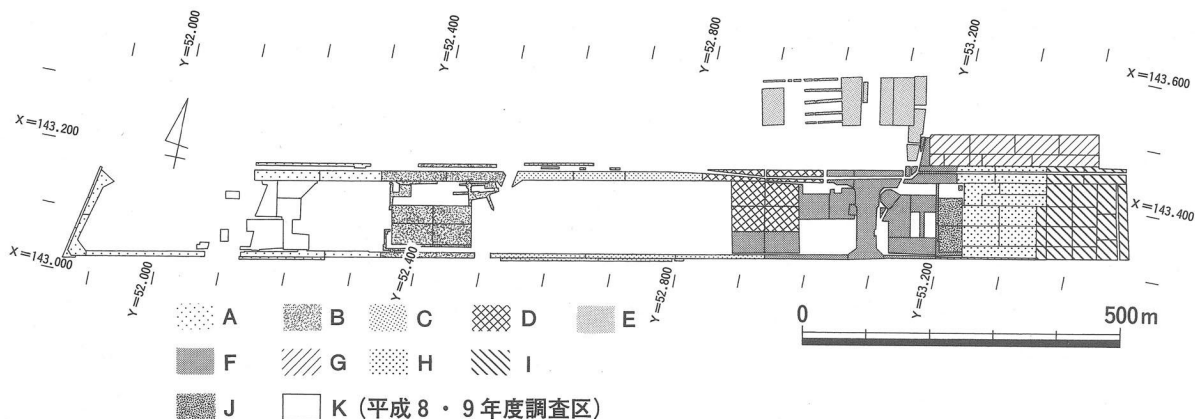 Y=52.000
Y=52.400
Y=52.800
Y=53.200
X=143.600
X=143.200
X=143.400
X=143.000
Y=52.000
Y=52.400
Y=52.800
Y=53.200
A B C D E
0 500m
F G H I
J K (平成8・9年度調査区)